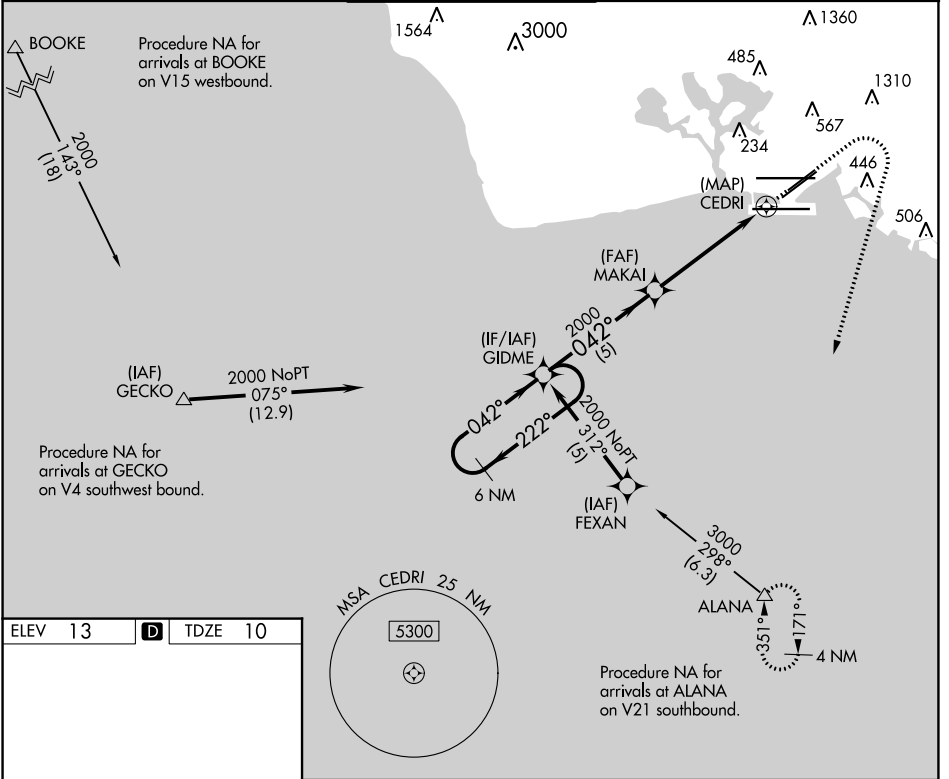 BOOKE
Procedure NA for
arrivals at BOOKE
on V15 westbound.
1564
3000
1360
485
1310
567
234
446
506
2000
143°
(18)
(MAP)
CEDRI
(FAF)
MAKAI
2000
042°
(5)
(IF/IAF)
GIDME
(IAF)
GECKO
2000 NoPT
075°
(12.9)
042°
222°
6 NM
2000 NoPT
312°
(5)
(IAF)
FEXAN
Procedure NA for
arrivals at GECKO
on V4 southwest bound.
3000
298°
(6.3)
ALANA
351°
171°
4 NM
MSA CEDRI 25 NM
5300
ELEV 13 D TDZE 10
Procedure NA for
arrivals at ALANA
on V21 southbound.